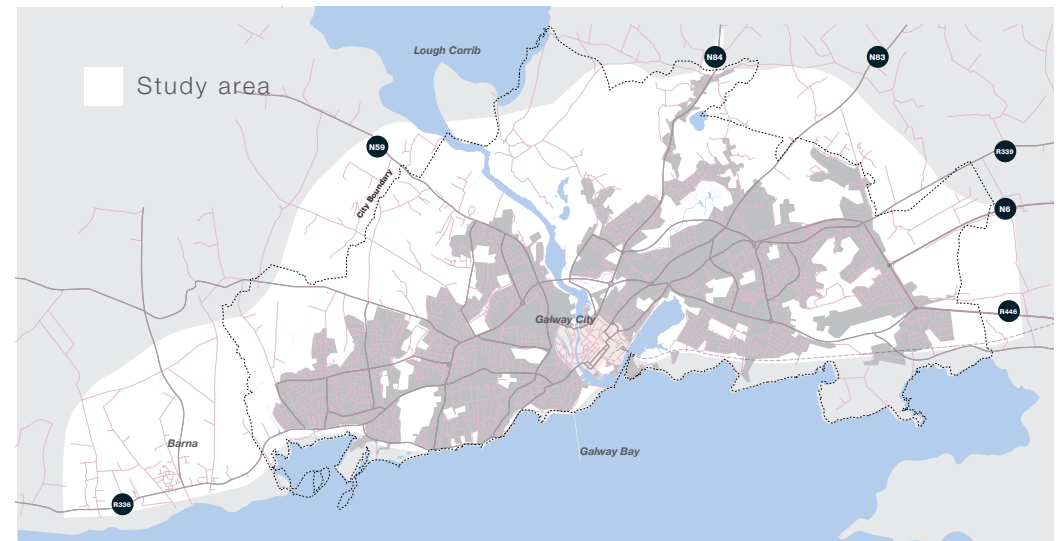 Lough Corrib
N84
N83
Study area
N59
R339
City Boundary
N6
R446
Galway City
Barna
Galway Bay
R336